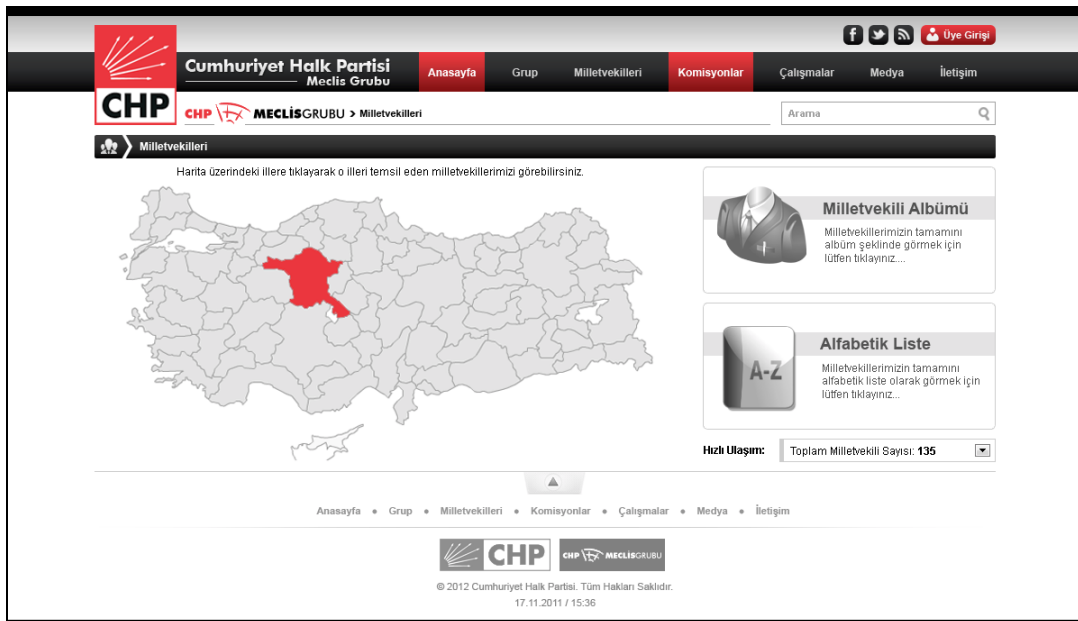 f
Üye Girişi
Cumhuriyet Halk Partisi
Meclis Grubu
Anasayfa Grup Milletvekilleri Komisyonlar Çalışmalar Medya İletişim
CHP
CHP MECLİSGRUBU > Milletvekilleri
Arama
Milletvekilleri
Harita üzerindeki illere tıklayarak o illeri temsil eden milletvekillerimizi görebilirsiniz.
Milletvekili Albümü
Milletvekillerimizin tamamını
albüm şeklinde görmek için
lütfen tıklayınız....
A-Z
Alfabetik Liste
Milletvekillerimizin tamamını
alfabetik liste olarak görmek için
lütfen tıklayınız...
Hızlı Ulaşım: Toplam Milletvekili Sayısı: 135
Anasayfa • Grup • Milletvekilleri • Komisyonlar • Çalışmalar • Medya • İletişim
CHP
CHP MECLİSGRUBU
© 2012 Cumhuriyet Halk Partisi. Tüm Hakları Saklıdır.
17.11.2011 / 15:36